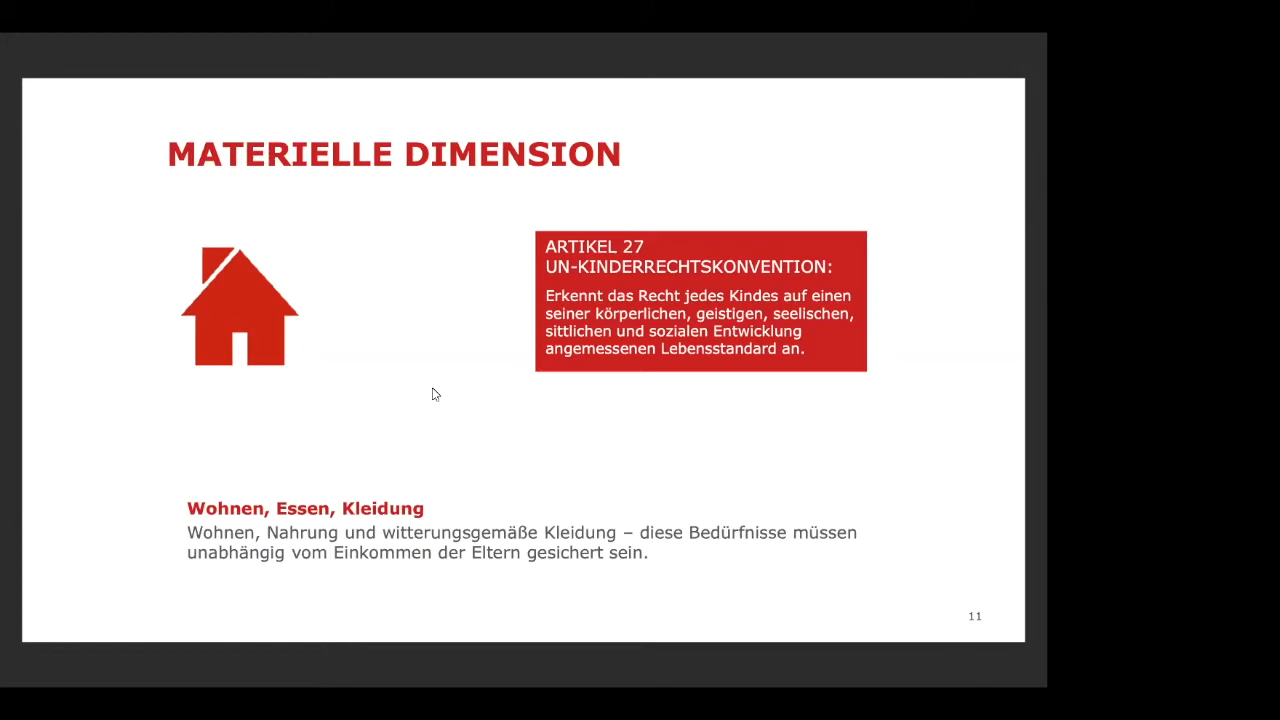 MATERIELLE DIMENSION
ARTIKEL 27
UN-KINDERRECHTSKONVENTION:
Erkennt das Recht jedes Kindes auf einen
seiner körperlichen, geistigen, seelischen,
sittlichen und sozialen Entwicklung
angemessenen Lebensstandard an.
Wohnen, Essen, Kleidung
Wohnen, Nahrung und witterungsgemäße Kleidung – diese Bedürfnisse müssen
unabhängig vom Einkommen der Eltern gesichert sein.
11